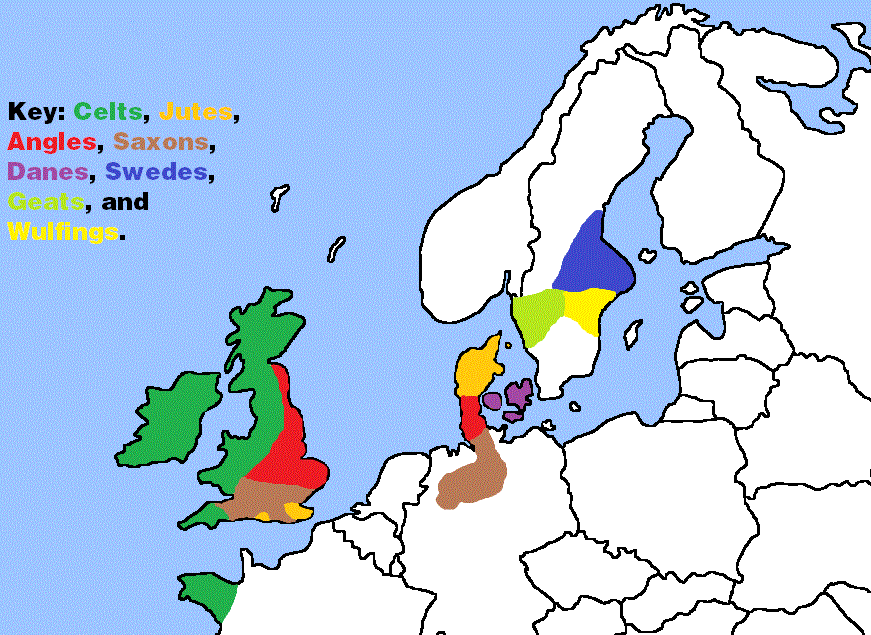 Key: Celts, Jutes,
Angles, Saxons,
Danes, Swedes,
Geats, and
Wulfings.